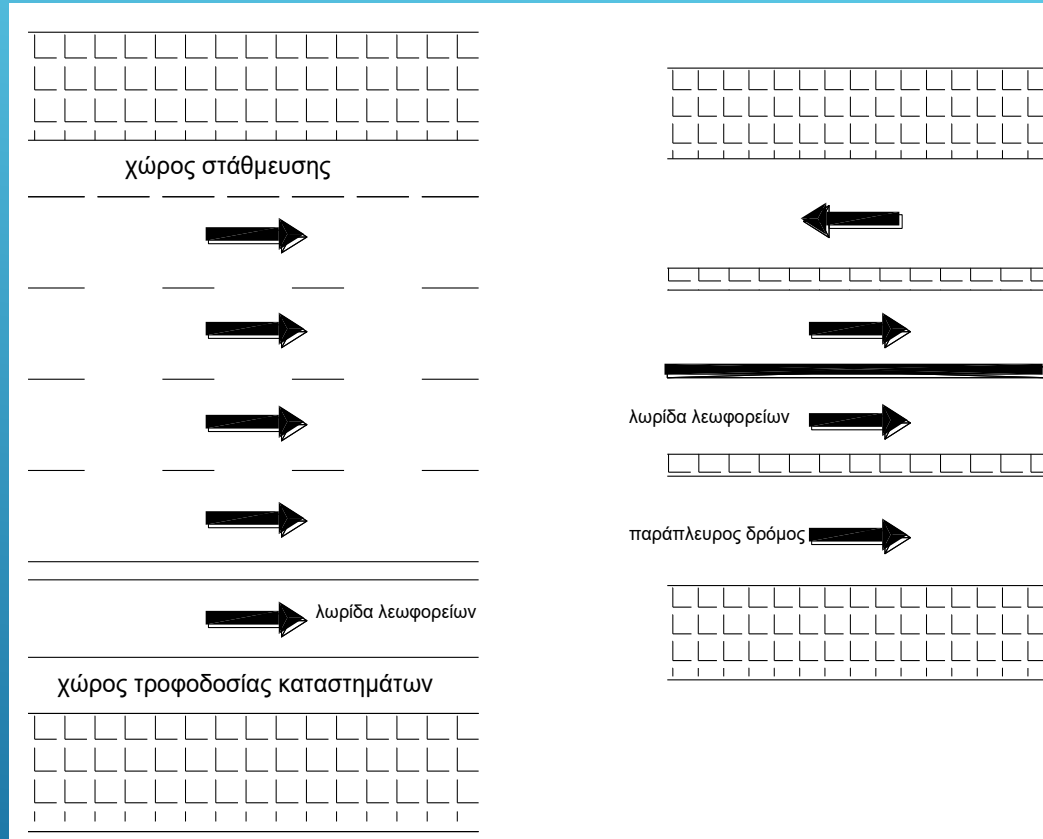 χώρος στάθμευσης
λωρίδα λεωφορείων
χώρος τροφοδοσίας καταστημάτων
λωρίδα λεωφορείων
παράπλευρος δρόμος